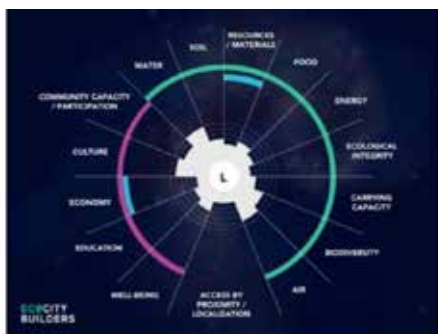 RESOURCES
/ MATERIALS
SOIL
FOOD
WATER
ENERGY
COMMUNITY CAPACITY
/ PARTICIPATION
ECOLOGICAL
INTEGRITY
CULTURE
L
CARRYING
CAPACITY
ECONOMY
EDUCATION
BIODIVERSITY
WELL-BEING
AIR
ACCESS BY
PROXIMITY /
LOCALIZATION
ECOCITY
BUILDERS